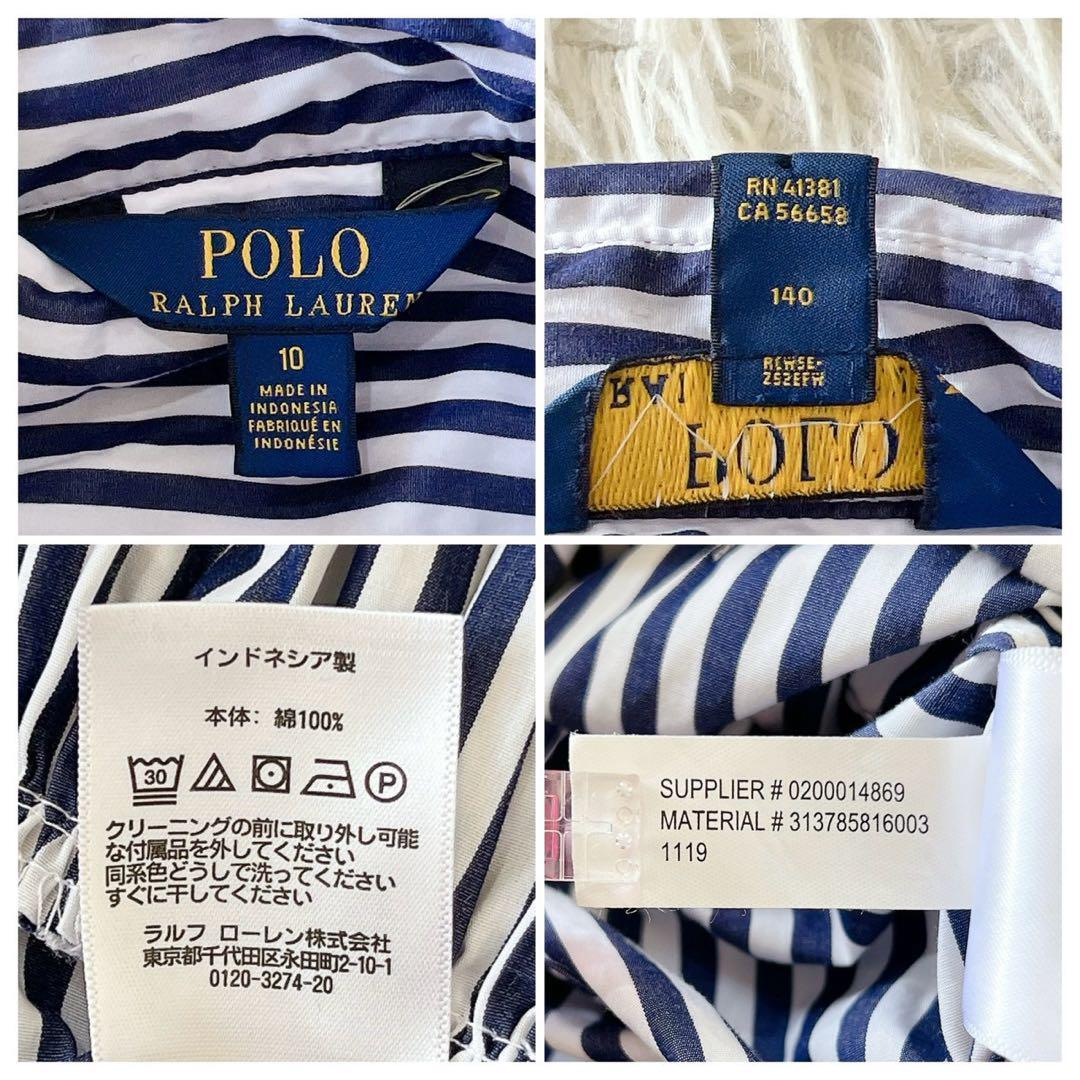 POLO
RALPH LAUREN
10
MADE IN
INDONESIA
FABRIQUÉ EN
INDONÉSIE
RN 41381
CA 56658
140
POLO
インドネシア製
本体: 綿100%
30
P
クリーニングの前に取り外し可能
な付属品を外してください
同系色どうしで洗ってください
すぐに干してください
ラルフ ローレン株式会社
東京都千代田区永田町2-10-1
0120-3274-20
SUPPLIER # 0200014869
MATERIAL # 313785816003
1119